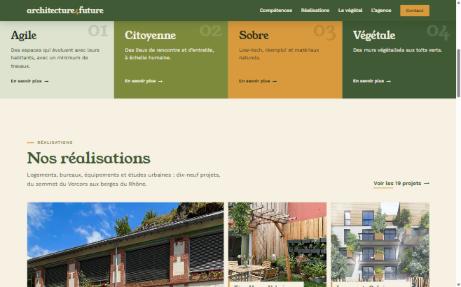 architecture&future
Compétences Réalisations Le végétal L'agence Contact
01 02 03 04
Agile Citoyenne Sobre Végétale
Des espaces qui évoluent avec leurs habitants, avec un minimum de travaux.
Des lieux de rencontre et d'entraide, à échelle humaine.
Low-tech, réemploi et matériaux naturels.
Des murs végétalisés aux toits verts.
En savoir plus → En savoir plus → En savoir plus → En savoir plus →
RÉALISATIONS
Nos réalisations
Logements, bureaux, équipements et études urbaines : dix-neuf projets,
du sommet du Vercors aux berges du Rhône.
Voir les 19 projets →